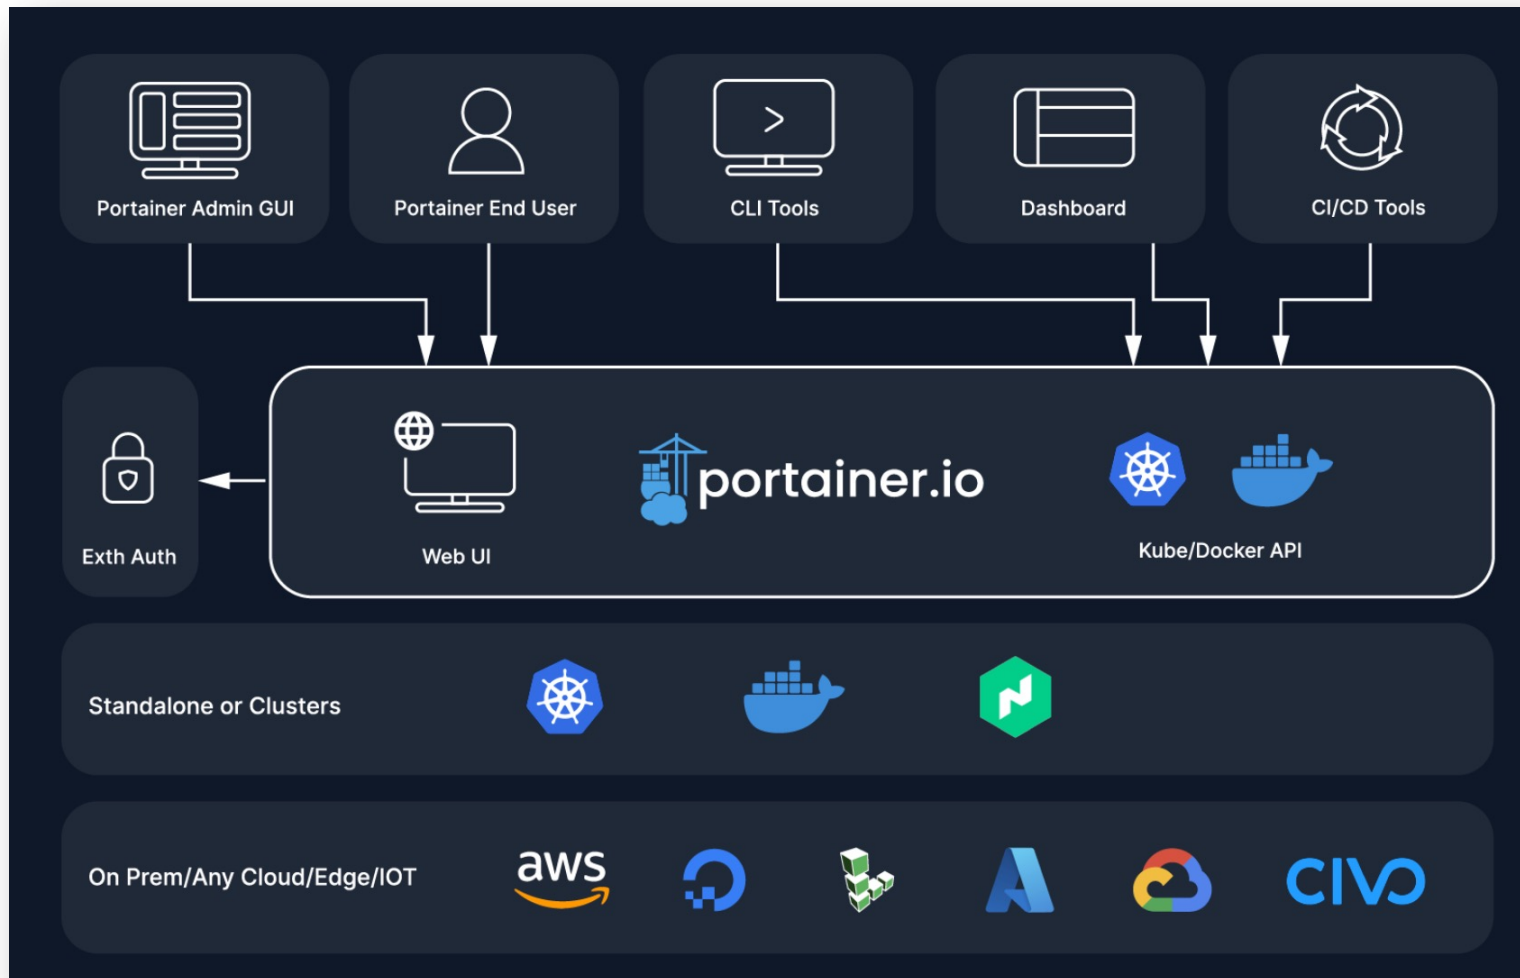 Portainer Admin GUI
Portainer End User
CLI Tools
Dashboard
CI/CD Tools
Exth Auth
Web UI
portainer.io
Kube/Docker API
Standalone or Clusters
On Prem/Any Cloud/Edge/IOT
aws
CIVO